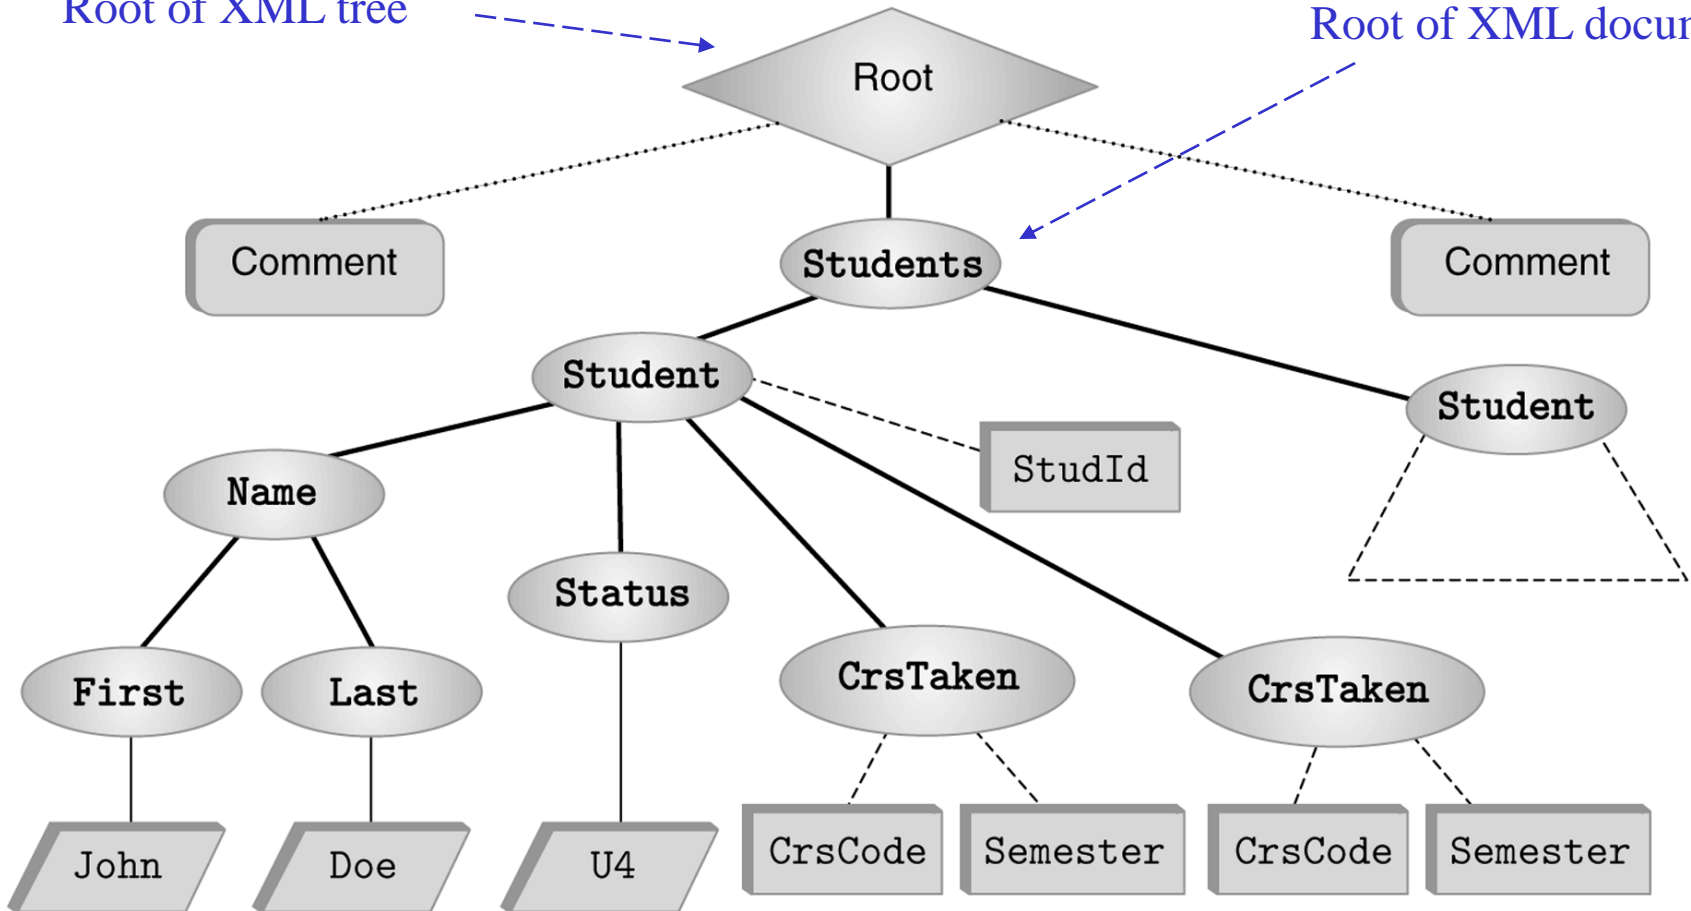 Root of XML tree
Root of XML
Root
Comment
Students
Comment
Student
Student
StudId
Name
Status
First
Last
CrsTaken
CrsTaken
John
Doe
U4
CrsCode
Semester
CrsCode
Semester